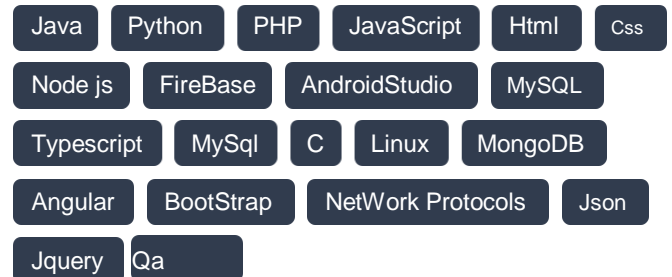 Java Python PHP JavaScript Html Css
Node js FireBase AndroidStudio MySQL
Typescript MySql C Linux MongoDB
Angular BootStrap NetWork Protocols Json
Jquery Qa